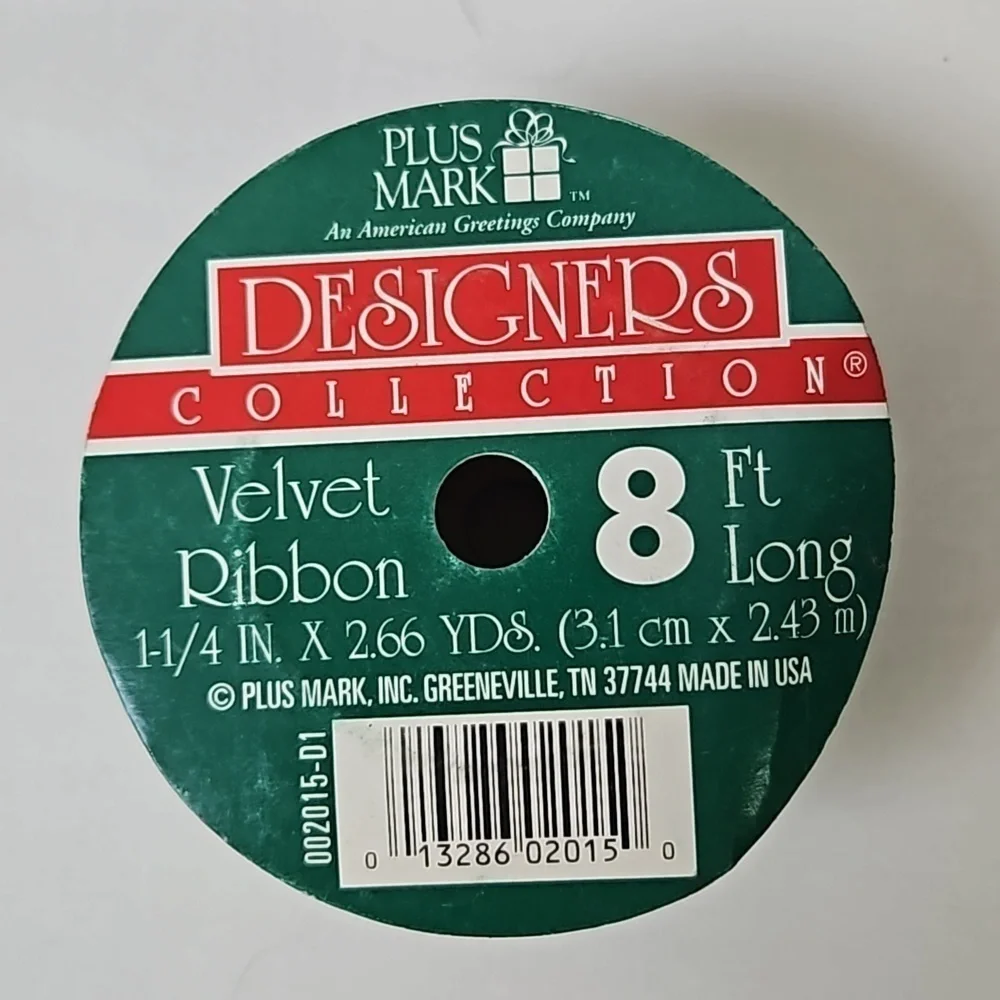 PLUS
MARK™
An American Greetings Company
DESIGNERS
COLLECTION®
Velvet
Ribbon
8 Ft
Long
1-1/4 IN. X 2.66 YDS. (3.1 cm x 2.43 m)
© PLUS MARK, INC. GREENEVILLE, TN 37744 MADE IN USA
002015-D1
0 13286 02015 0